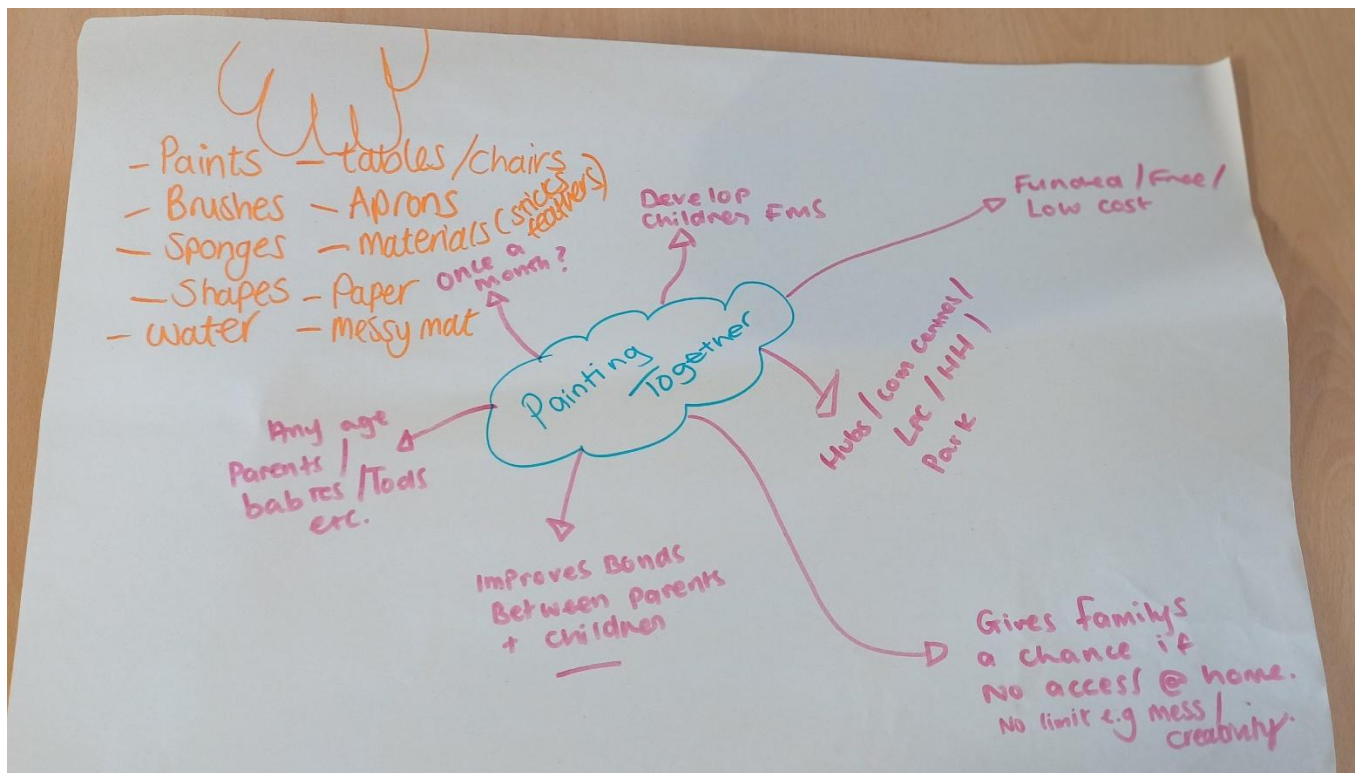 - Paints - tables/chairs
- Brushes - Aprons
- Sponges - materials (sticks
feathers)
- Shapes - Paper
- water - messy mat
Once a
month?
Develop
children FMS
Funded/Free/
Low cost
Painting
Together
Hubs/com centres/
LAC/HH/
Park
Any age
Parents/
babies/Tods
etc.
Improves Bonds
Between parents
+ children
Gives familys
a chance if
No access @ home.
No limit e.g mess/
creativity.